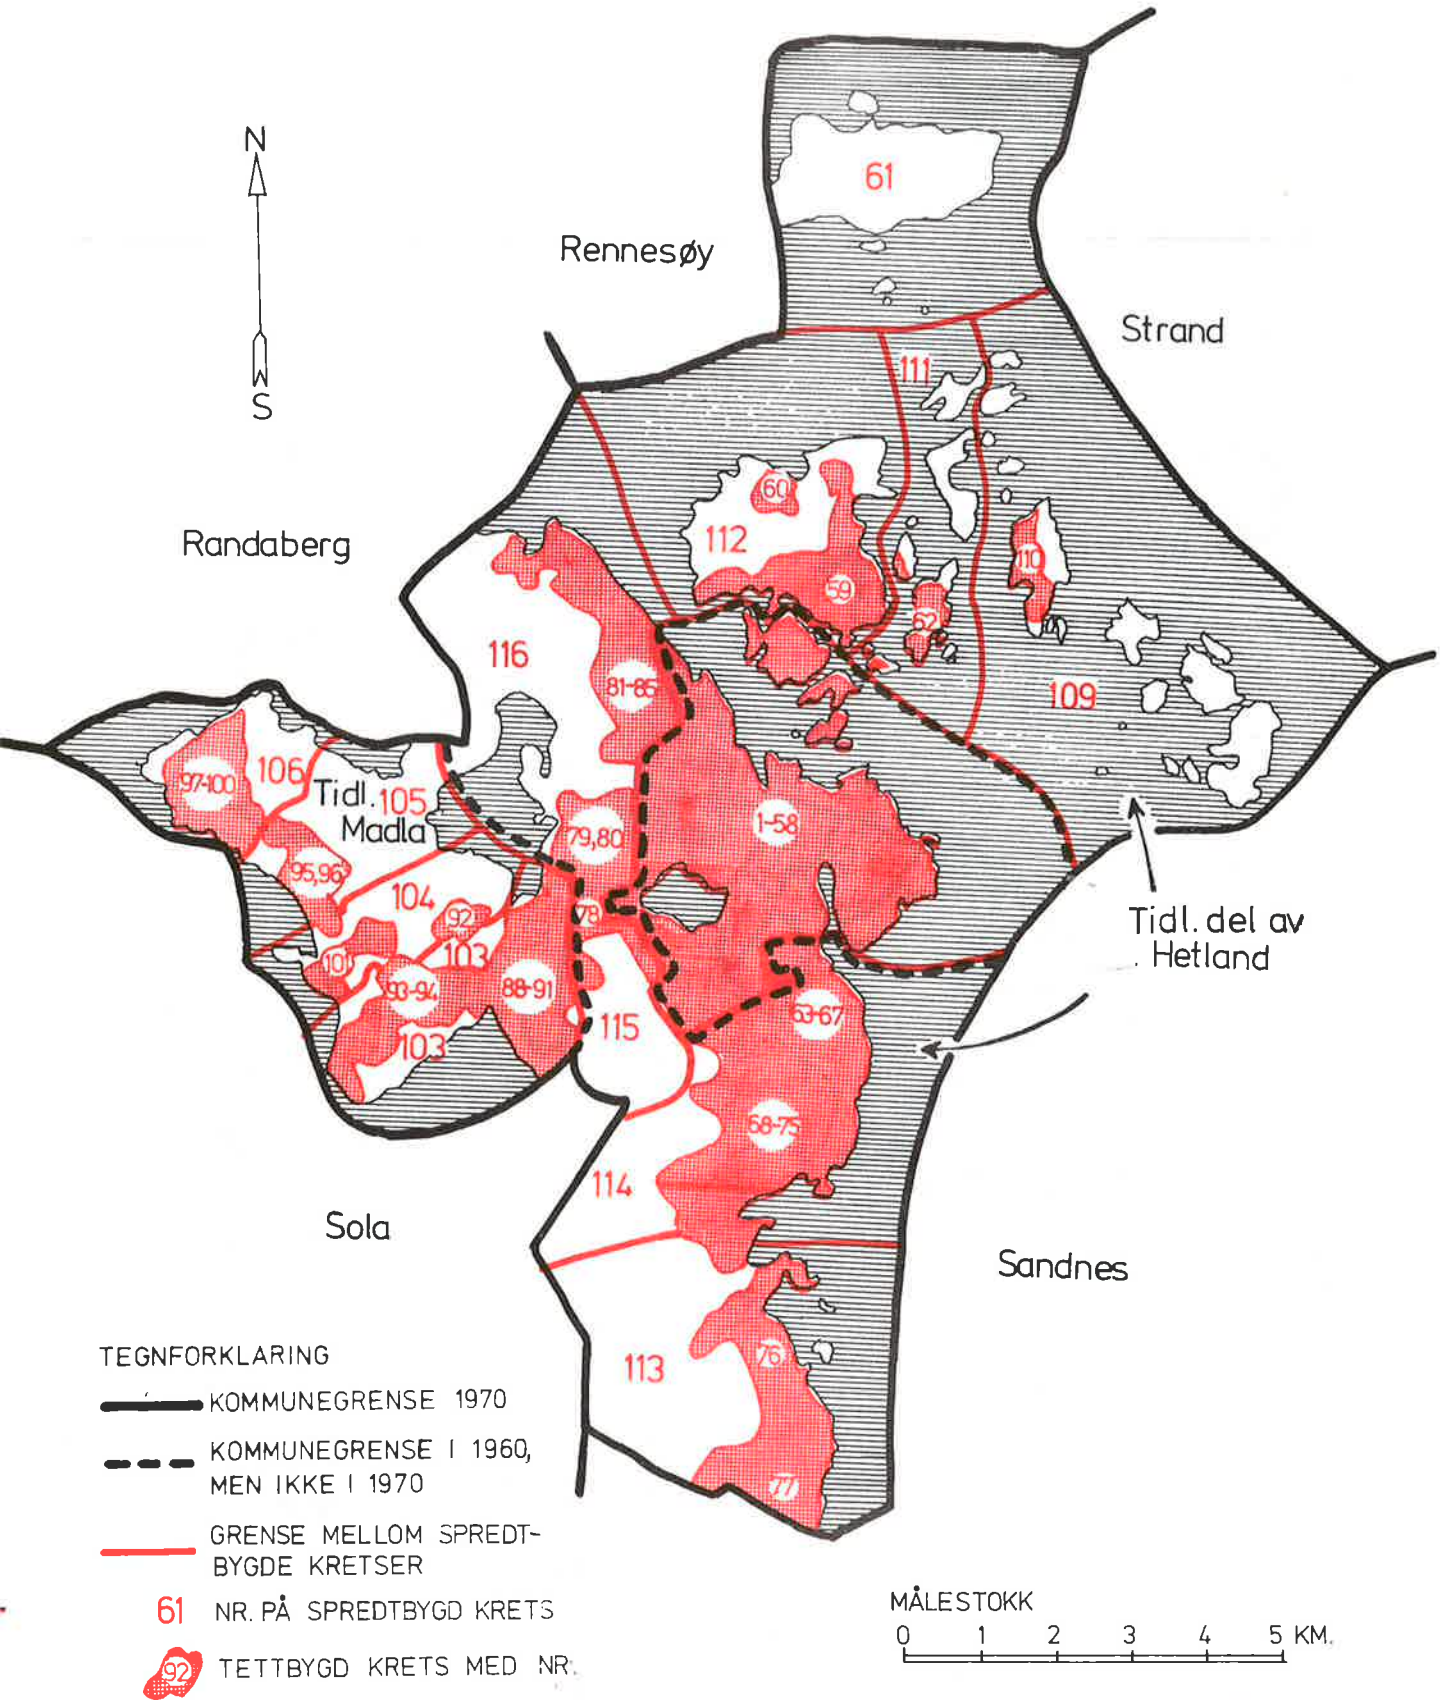 N
S
61
Rennesøy
Strand
111
60
112
Randaberg
110
59
62
116
81-85
109
97-100
106
Tidl. 105
Madla
79,80
1-58
95,96
104
92
78
Tidl. del av
Hetland
101
103
93-94
88-91
63-67
115
103
68-75
114
Sola
Sandnes
76
113
77
TEGNFORKLARING
KOMMUNEGRENSE 1970
KOMMUNEGRENSE I 1960,
MEN IKKE I 1970
GRENSE MELLOM SPREDT-
BYGDE KRETSER
61 NR. PÅ SPREDTBYGD KRETS
92 TETTBYGD KRETS MED NR.
MÅLESTOKK
0 1 2 3 4 5 KM.